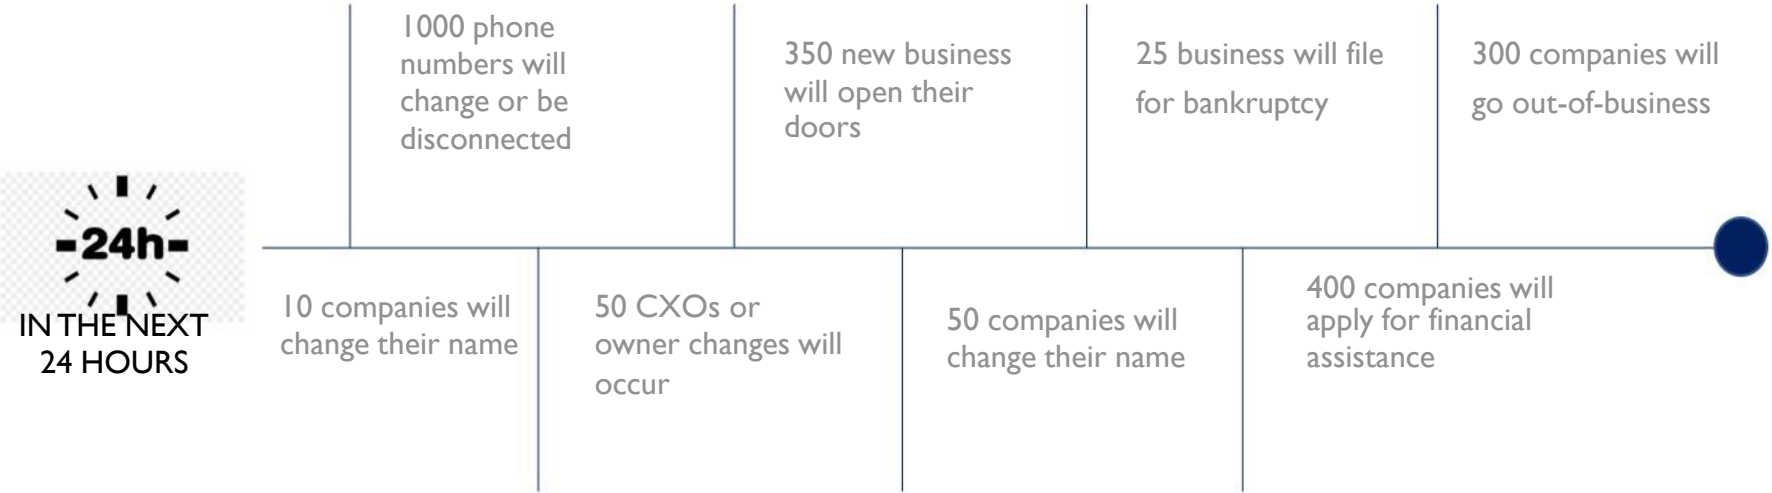 1000 phone
numbers will
change or be
disconnected
350 new business
will open their
doors
25 business will file
for bankruptcy
300 companies will
go out-of-business
24h
IN THE NEXT
24 HOURS
10 companies will
change their name
50 CXOs or
owner changes will
occur
50 companies will
change their name
400 companies will
apply for financial
assistance